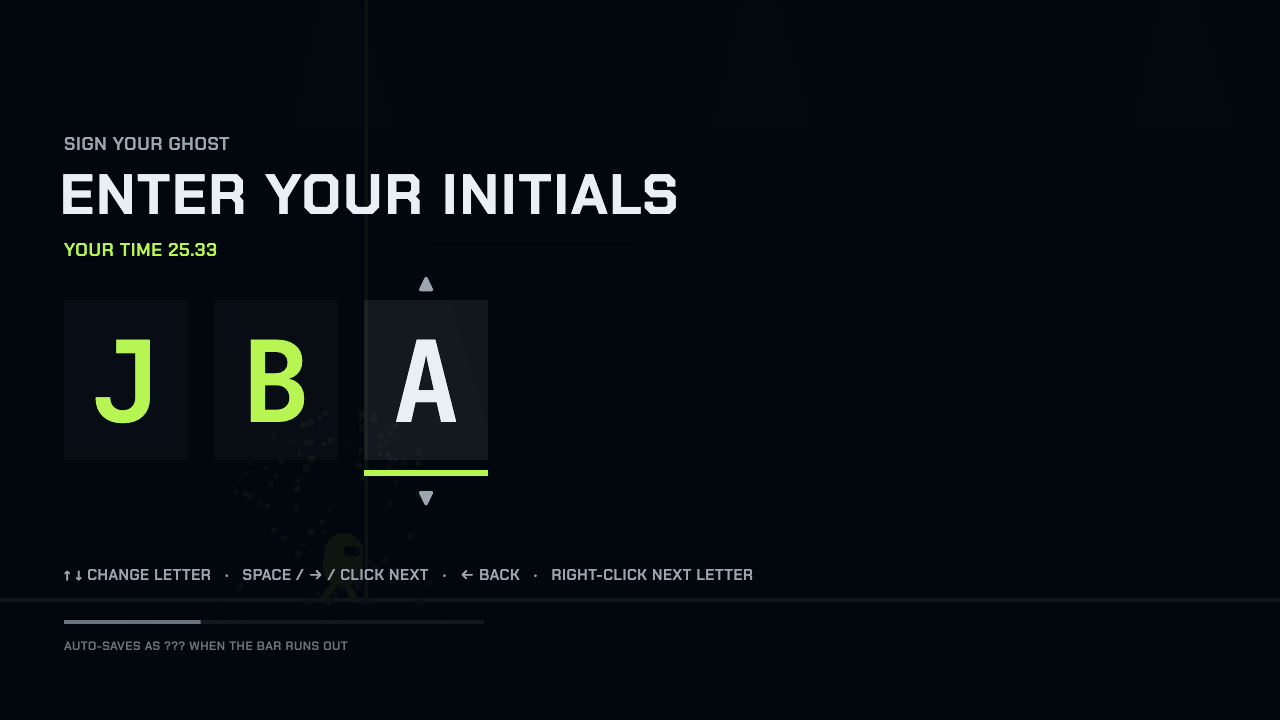 SIGN YOUR GHOST
ENTER YOUR INITIALS
YOUR TIME 25.33
J B A
↑↓ CHANGE LETTER · SPACE / → / CLICK NEXT · ← BACK · RIGHT-CLICK NEXT LETTER
AUTO-SAVES AS ??? WHEN THE BAR RUNS OUT